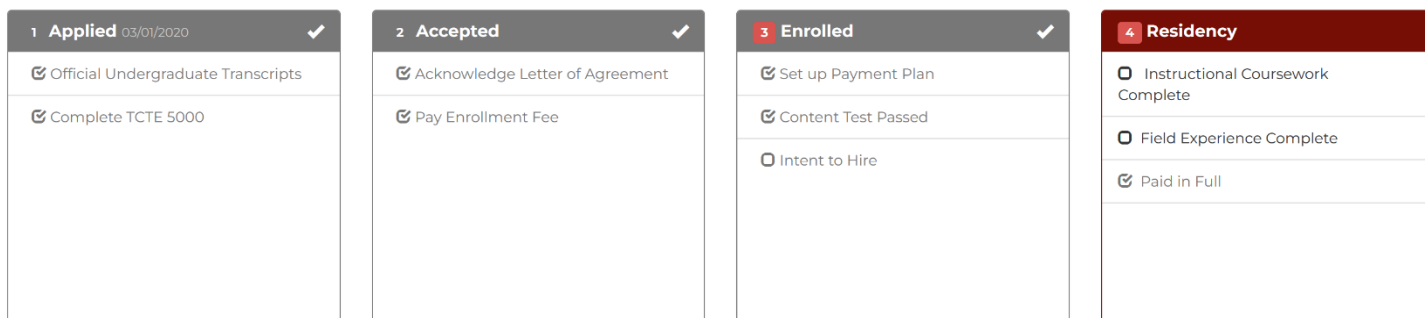 1 Applied 03/01/2020
Official Undergraduate Transcripts
Complete TCTE 5000
2 Accepted
Acknowledge Letter of Agreement
Pay Enrollment Fee
3 Enrolled
Set up Payment Plan
Content Test Passed
Intent to Hire
4 Residency
Instructional Coursework
Complete
Field Experience Complete
Paid in Full